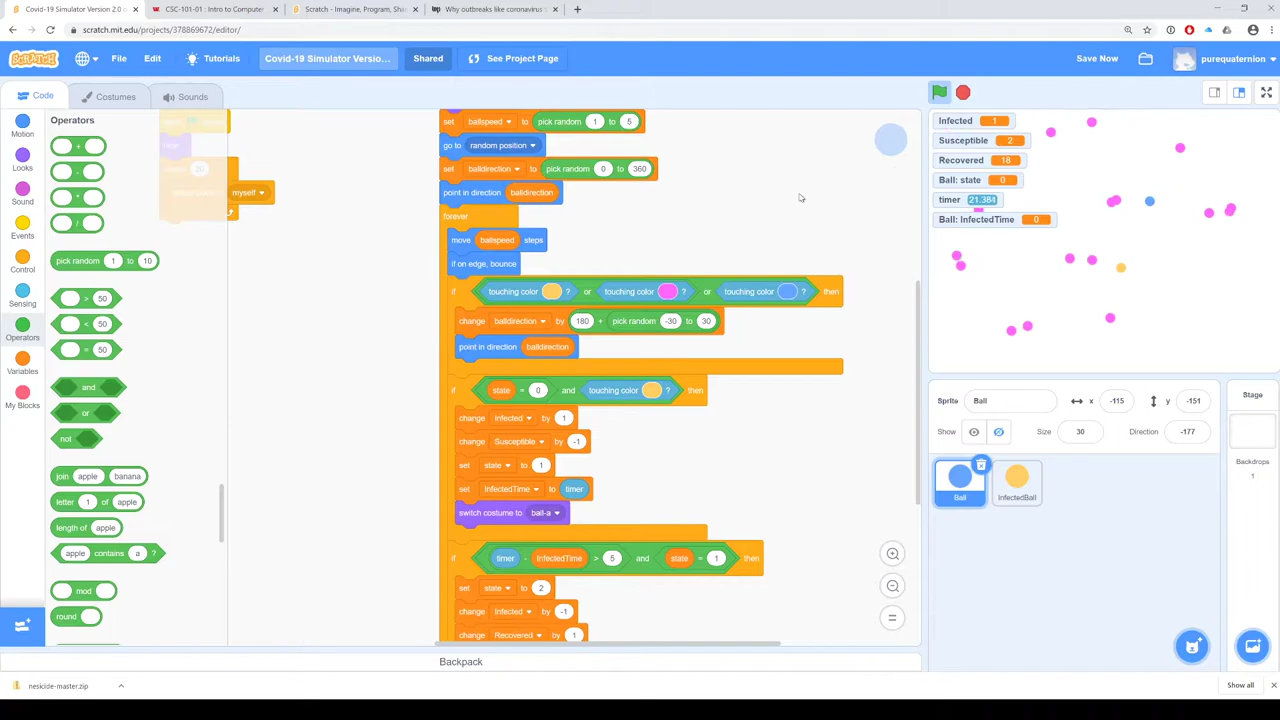 Covid-19 Simulator Version 2.0
CSC-101-01 : Intro to Computer
Scratch - Imagine, Program, Sha
Why outbreaks like coronavirus
scratch.mit.edu/projects/378869672/editor/
SCRATCH File Edit Tutorials Covid-19 Simulator Versio... Shared See Project Page Save Now purequaternion
Code Costumes Sounds
Motion
Looks
Sound
Events
Control
Sensing
Operators
Variables
My Blocks
Operators
+
-
*
/
pick random 1 to 10
> 50
< 50
= 50
and
or
not
join apple banana
letter 1 of apple
length of apple
apple contains a ?
mod
round
myself
set ballspeed to pick random 1 to 5
go to random position
set balldirection to pick random 0 to 360
point in direction balldirection
forever
move ballspeed steps
if on edge, bounce
if touching color ? or touching color ? or touching color ? then
change balldirection by 180 + pick random -30 to 30
point in direction balldirection
if state = 0 and touching color ? then
change Infected by 1
change Susceptible by -1
set state to 1
set InfectedTime to timer
switch costume to ball-a
if timer - InfectedTime > 5 and state = 1 then
set state to 2
change Infected by -1
change Recovered by 1
Infected 1
Susceptible 2
Recovered 18
Ball: state 0
timer 21.384
Ball: InfectedTime 0
Sprite Ball x -115 y -151
Show Size 30 Direction -177
Ball
InfectedBall
Stage
Backdrops
1
Backpack
nesicide-master.zip
Show all